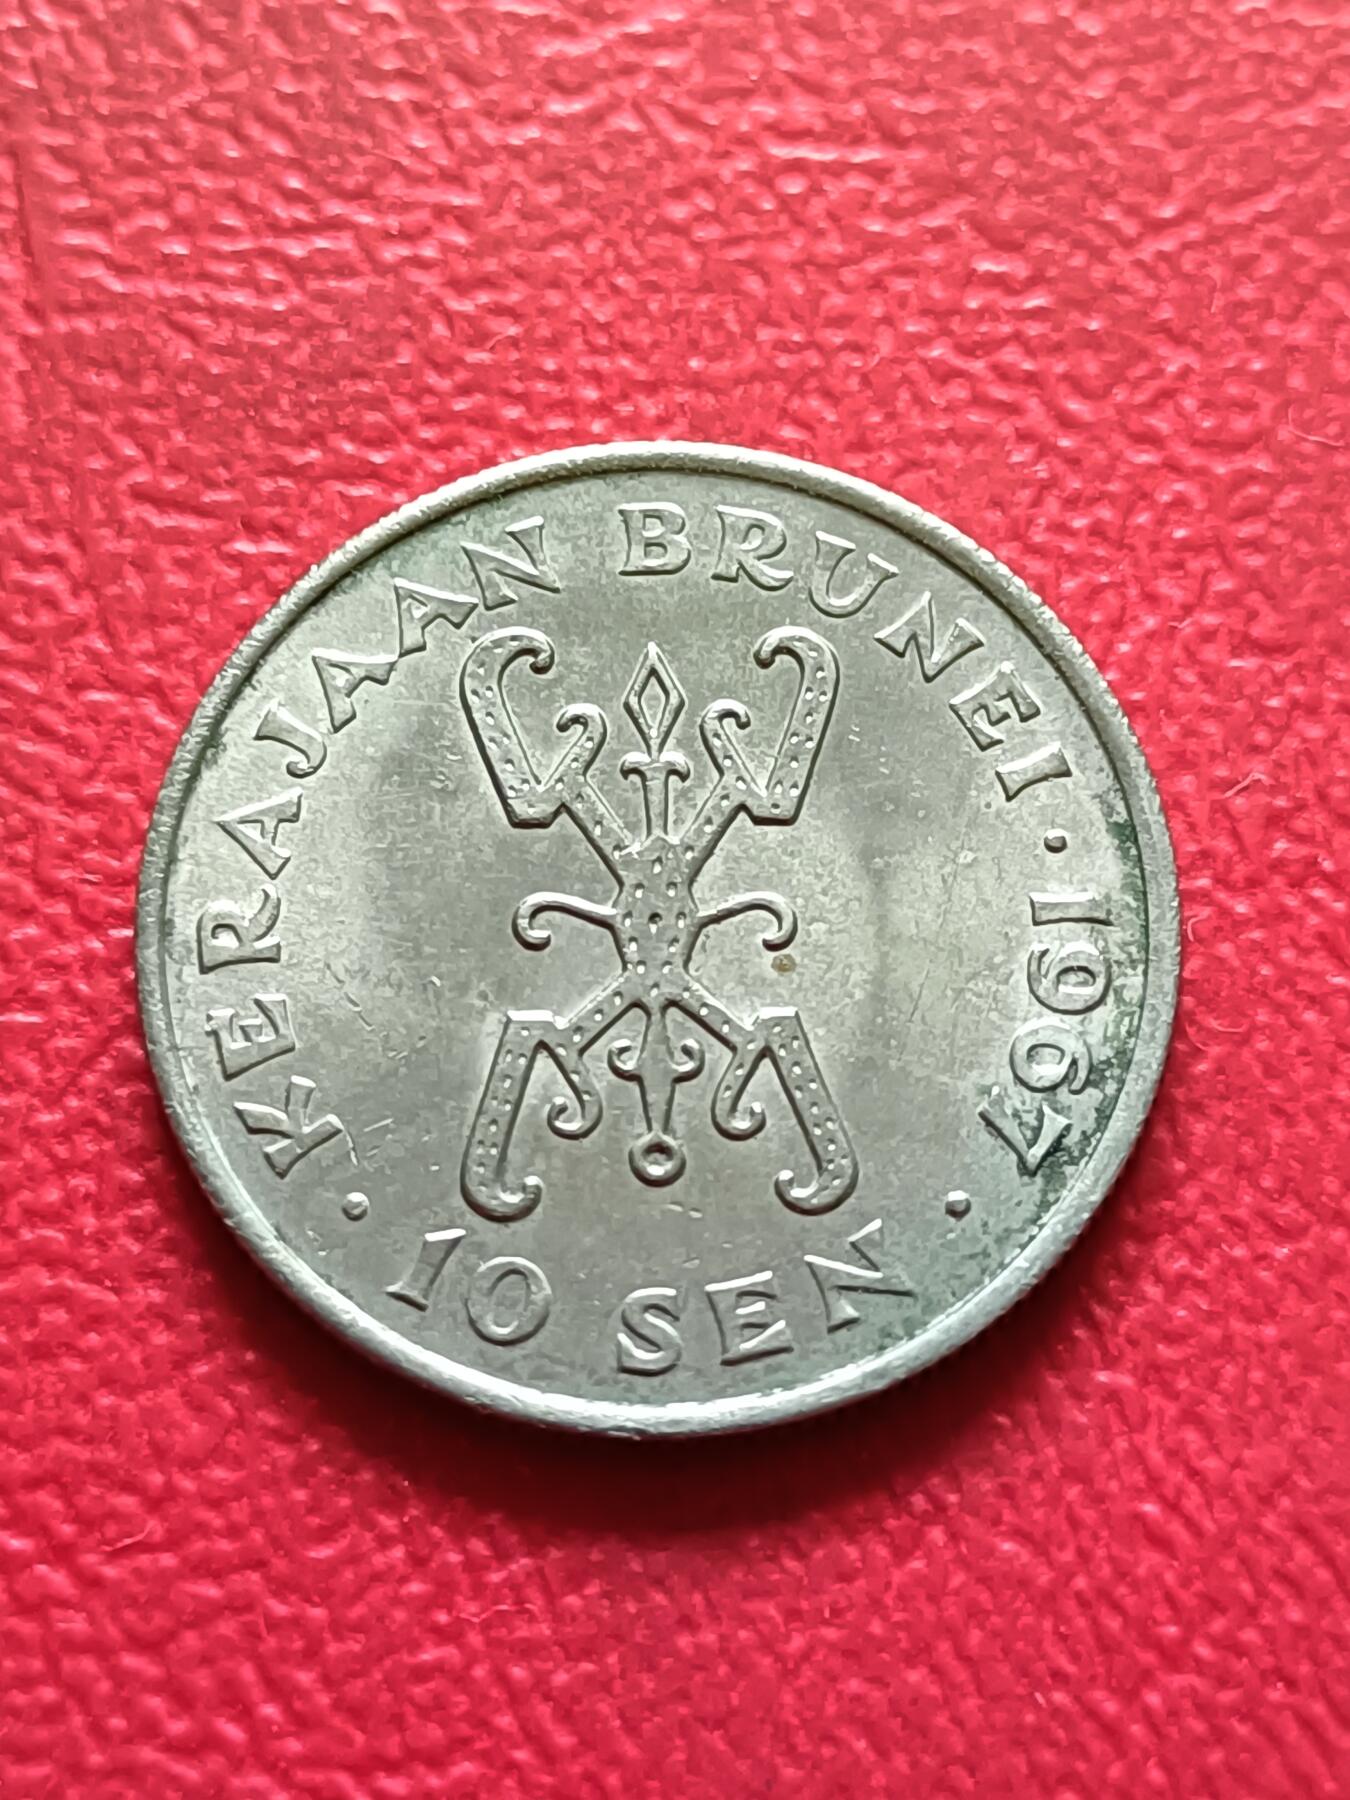 · KERAJAAN BRUNEI · 1967 ·
10 SEN